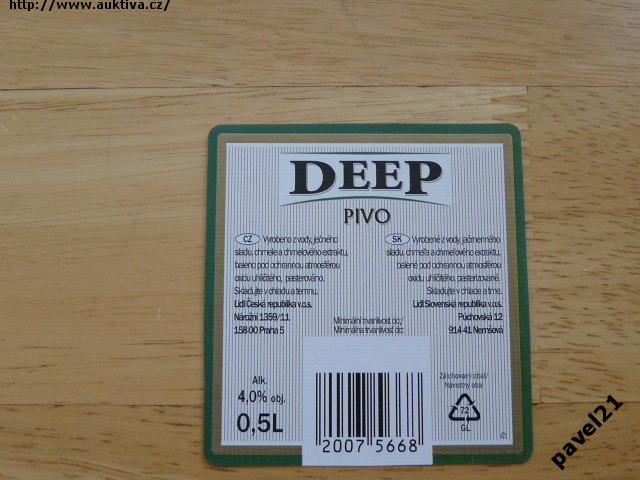 http://www.auktiva.cz/
DEEP
PIVO
CZ Vyrobeno z vody, ječného
sladu, chmele a chmelového extraktu,
baleno pod ochrannou atmosférou
oxidu uhličitého, pasterováno.
Skladujte v chladu a temnu.
Lidl Česká republika v.o.s.
Nárožní 1359/11
158 00 Praha 5
SK Vyrobené z vody, jačmenného
sladu, chmeľa a chmeľového extraktu,
balené pod ochrannou atmosférou
oxidu uhličitého, pasterizované.
Skladujte v chlade a tme.
Lidl Slovenská republika v.o.s.
Púchovská 12
914 41 Nemšová
Minimální trvanlivost do:/
Minimálna trvanlivosť do:
Alk.
4,0% obj.
0,5L
2007 5668
Zálohovaný obal/
Návratný obal
72
GL
pavel21